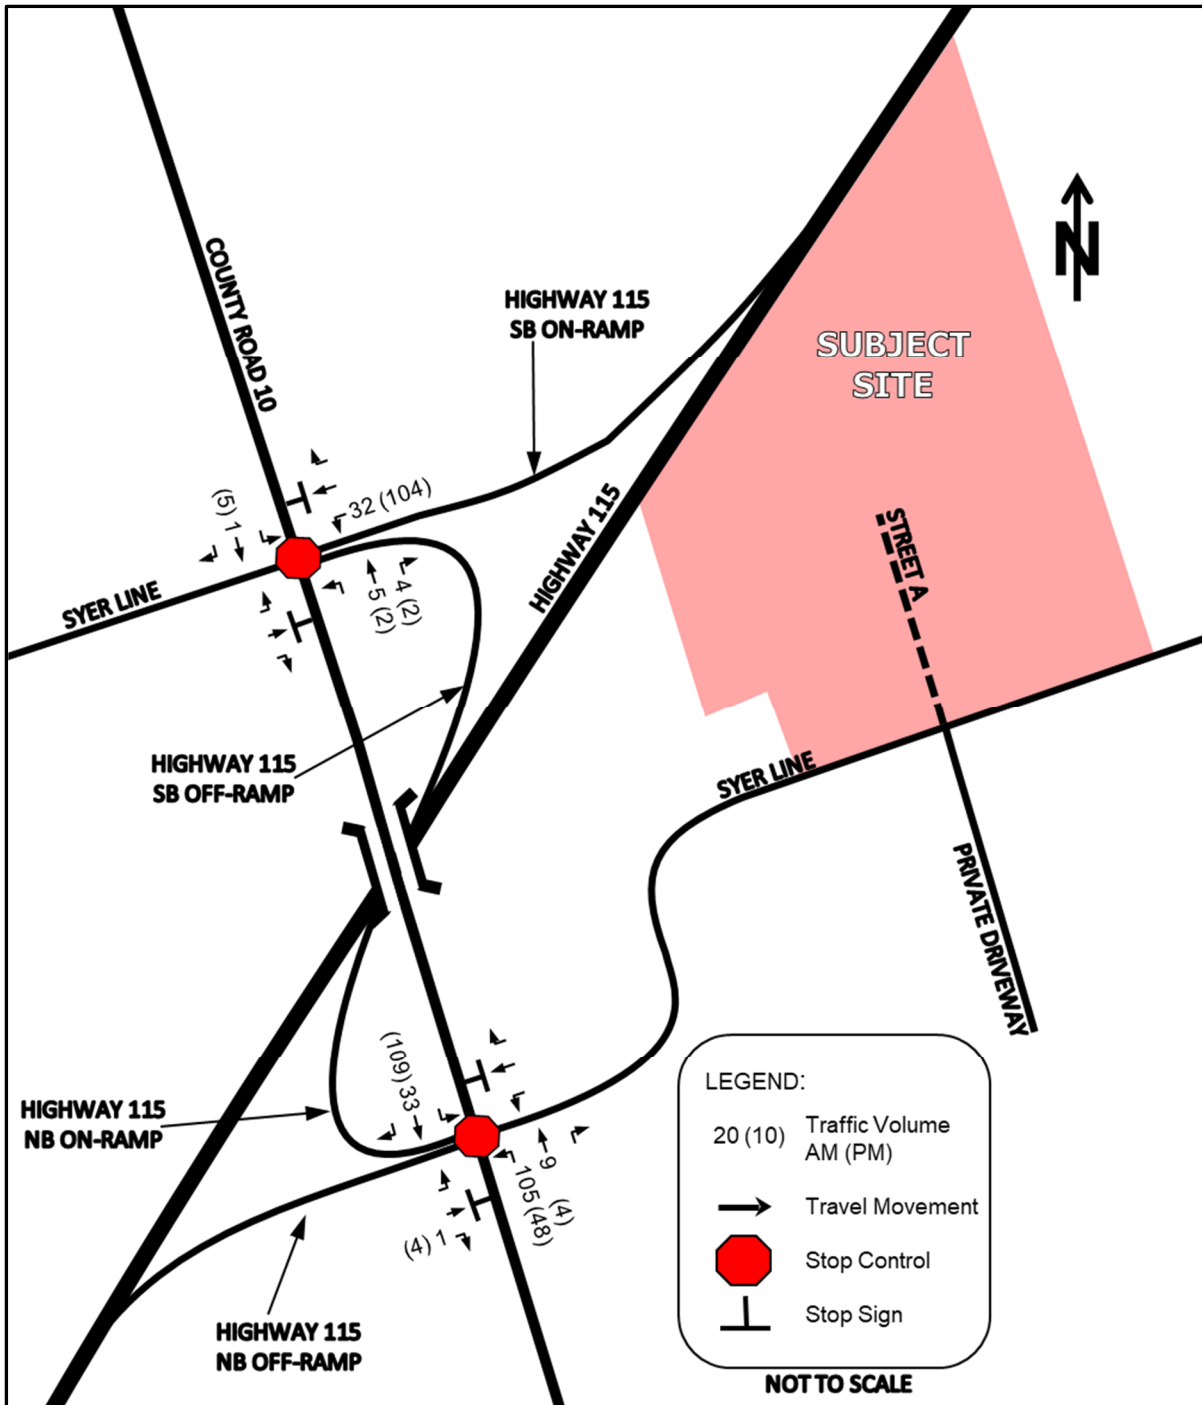 COUNTY ROAD 10
HIGHWAY 115
SB ON-RAMP
N
SUBJECT
SITE
32 (104)
(5) 1
HIGHWAY 115
STREET A
SYER LINE
4 (2)
5 (2)
HIGHWAY 115
SB OFF-RAMP
SYER LINE
PRIVATE DRIVEWAY
(109) 33
HIGHWAY 115
NB ON-RAMP
9 (4)
105 (48)
(4) 1
HIGHWAY 115
NB OFF-RAMP
LEGEND:
20 (10)
Traffic Volume
AM (PM)
Travel Movement
Stop Control
Stop Sign
NOT TO SCALE